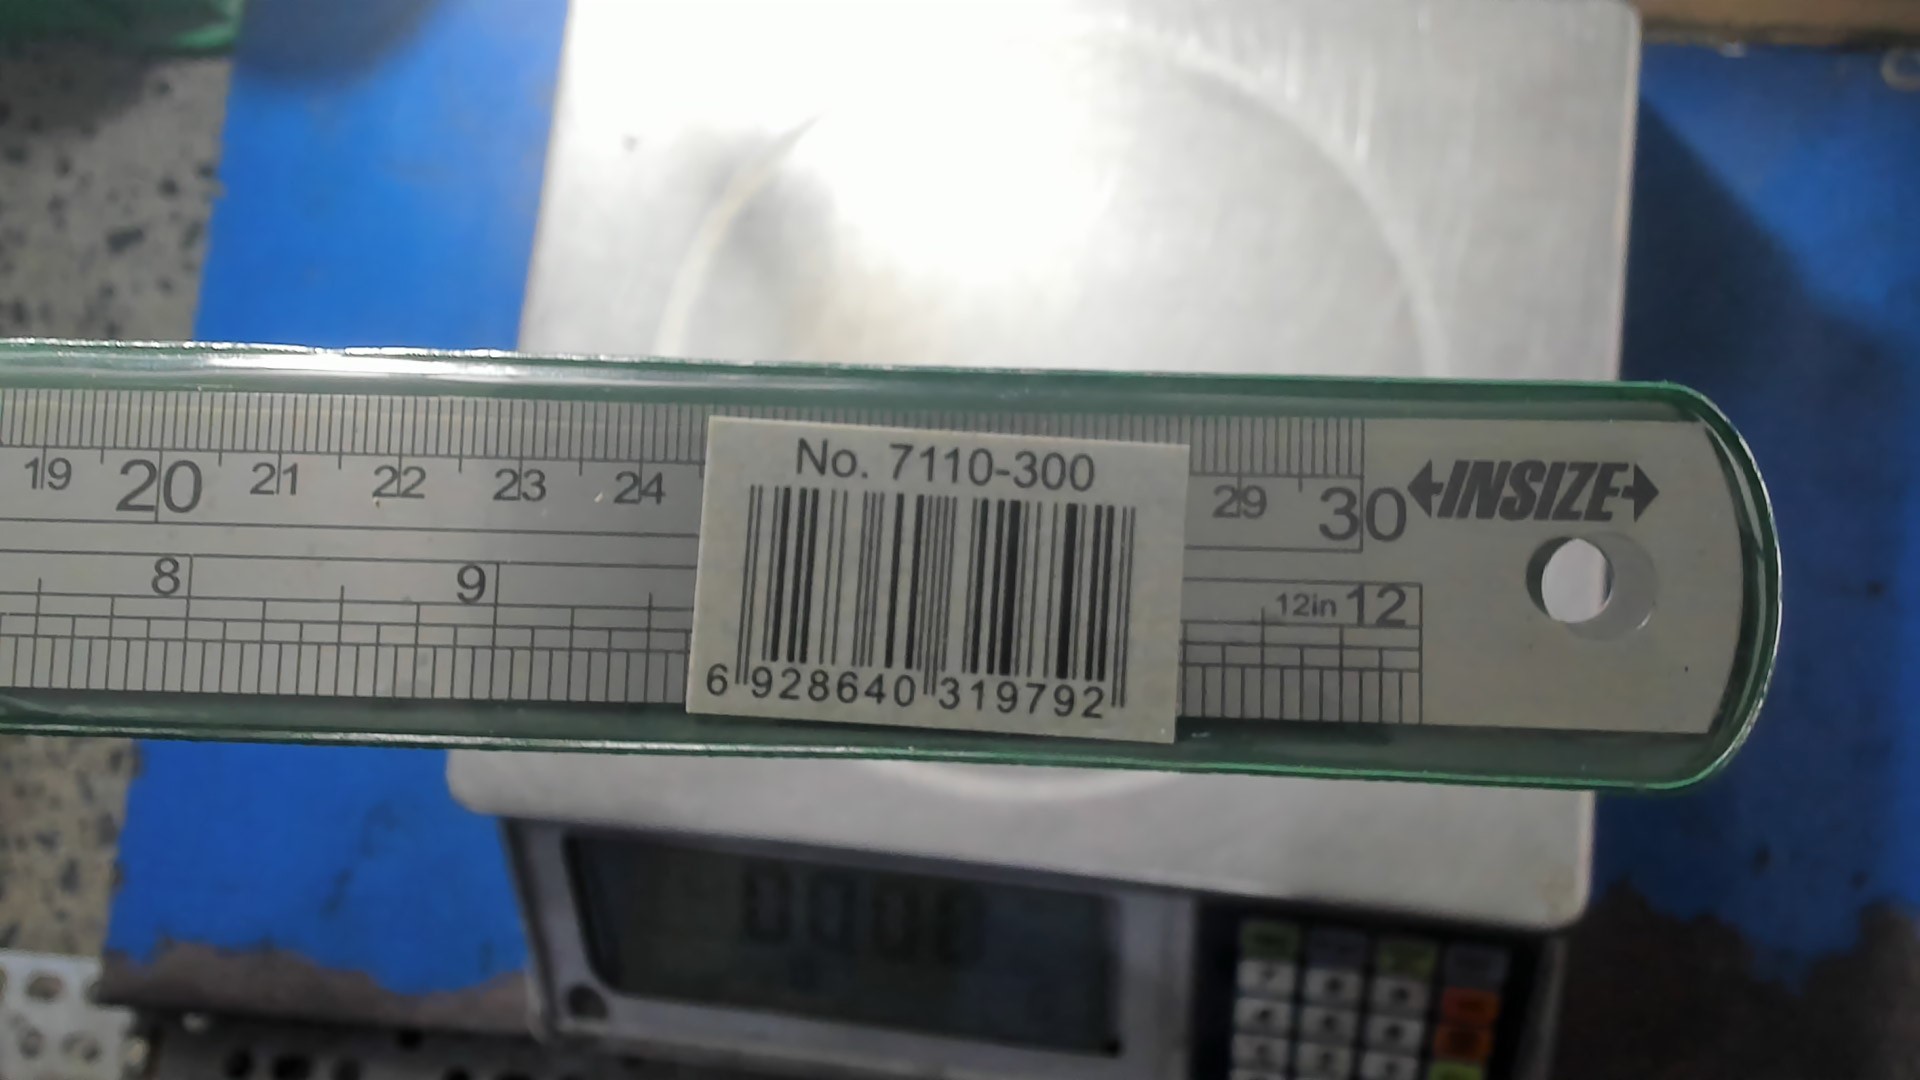 No. 7110-300
19 20 21 22 23 24 29 30 INSIZE
8 9 12in 12
6 928640 319792